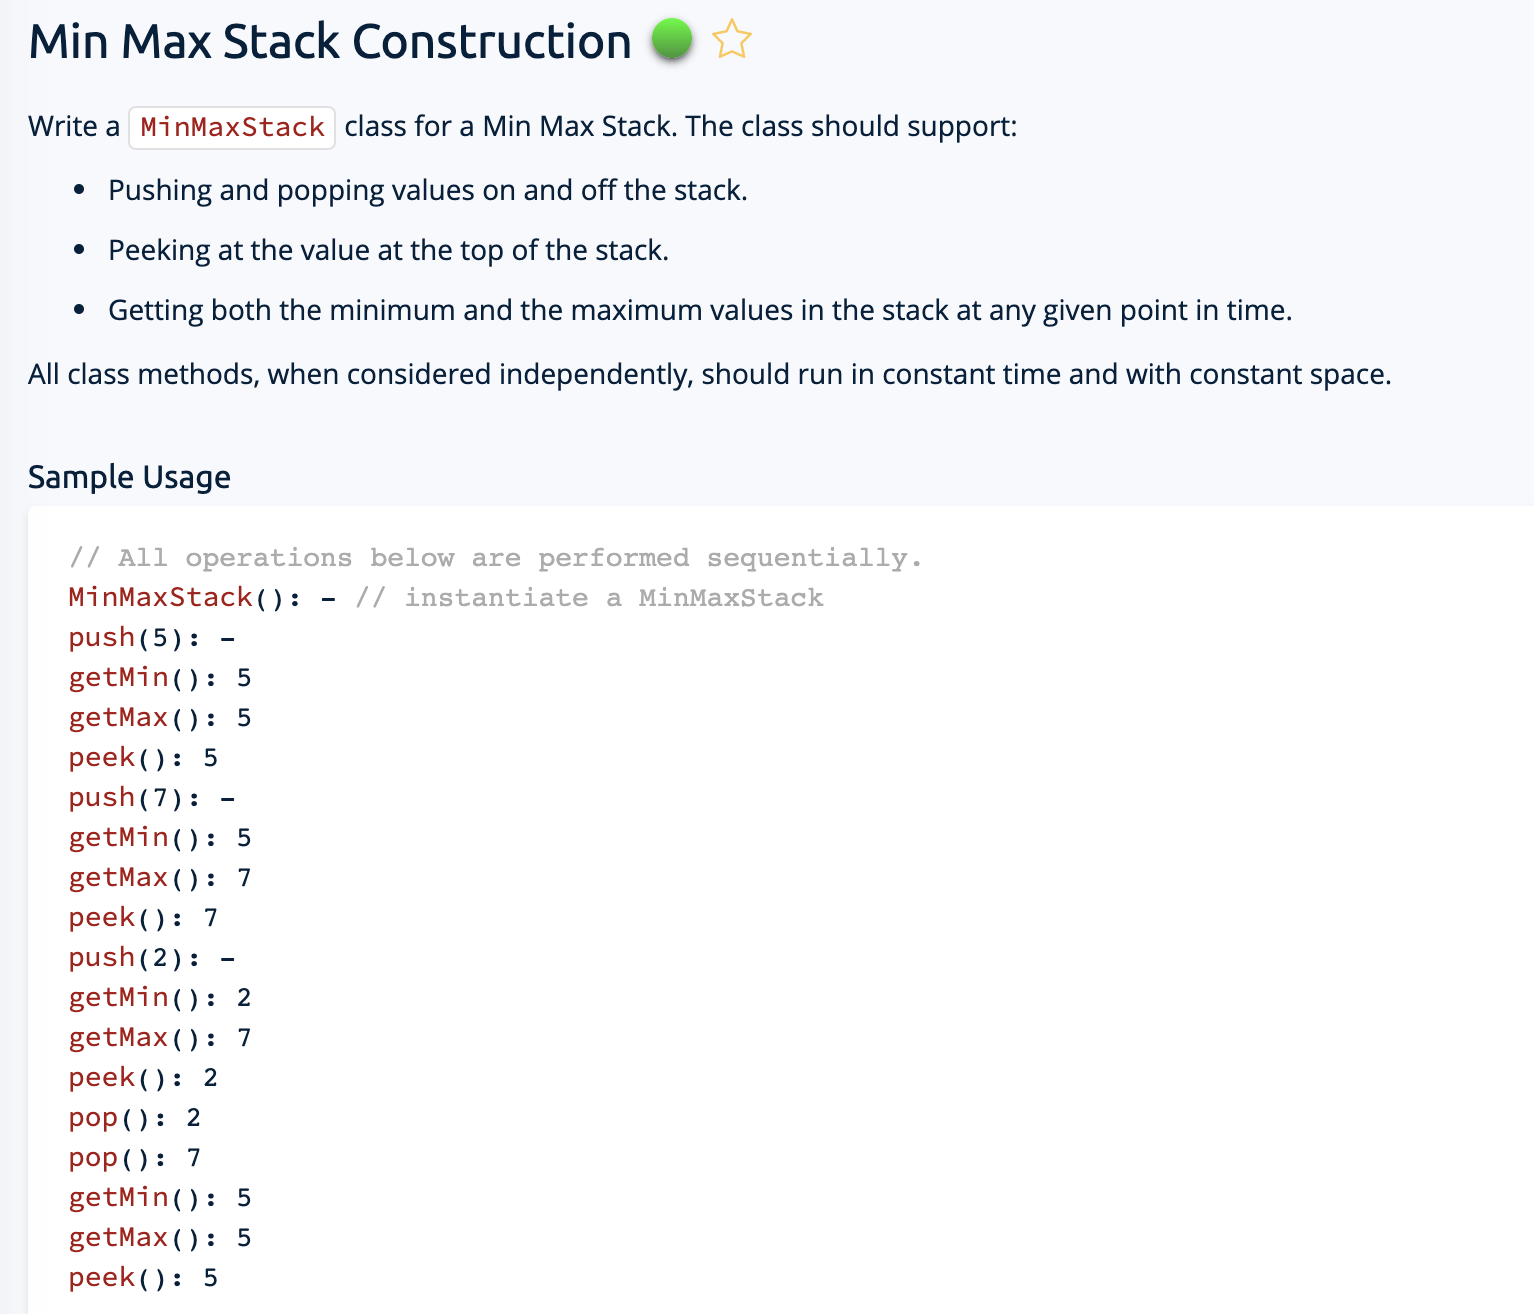 Min Max Stack Construction
Write a MinMaxStack class for a Min Max Stack. The class should support:
• Pushing and popping values on and off the stack.
• Peeking at the value at the top of the stack.
• Getting both the minimum and the maximum values in the stack at any given point in time.
All class methods, when considered independently, should run in constant time and with constant space.
Sample Usage
// All operations below are performed sequentially.
MinMaxStack(): - // instantiate a MinMaxStack
push(5): -
getMin(): 5
getMax(): 5
peek(): 5
push(7): -
getMin(): 5
getMax(): 7
peek(): 7
push(2): -
getMin(): 2
getMax(): 7
peek(): 2
pop(): 2
pop(): 7
getMin(): 5
getMax(): 5
peek(): 5